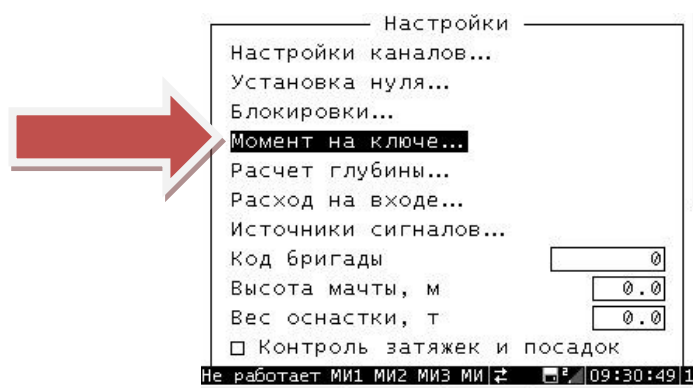 Настройки
Настройки каналов...
Установка нуля...
Блокировки...
Момент на ключе...
Расчет глубины...
Расход на входе...
Источники сигналов...
Код бригады 0
Высота мачты, м 0.0
Вес оснастки, т 0.0
Контроль затяжек и посадок
Не работает МИ1 МИ2 МИ3 МИ 2 09:30:49 1